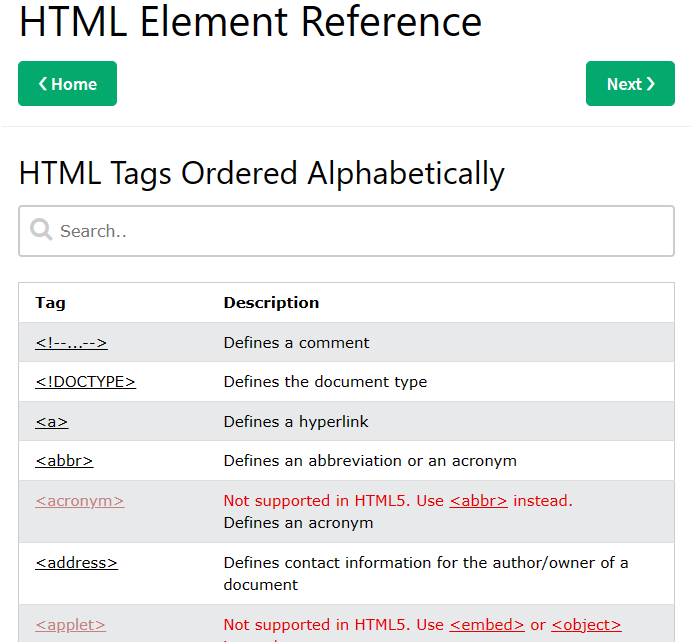 HTML Element Reference
❮ Home
Next ❯
HTML Tags Ordered Alphabetically
Search..
Tag Description
<!--...--> Defines a comment
<!DOCTYPE> Defines the document type
<a> Defines a hyperlink
<abbr> Defines an abbreviation or an acronym
<acronym> Not supported in HTML5. Use <abbr> instead.
Defines an acronym
<address> Defines contact information for the author/owner of a
document
<applet> Not supported in HTML5. Use <embed> or <object>